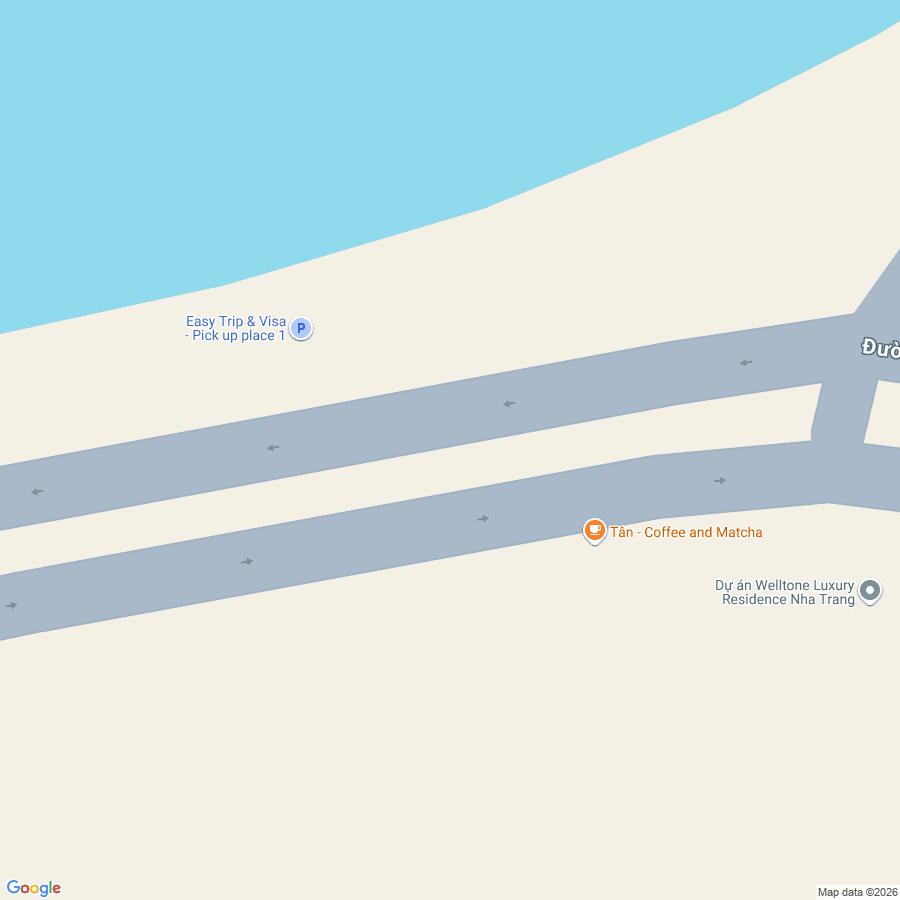 Easy Trip & Visa
- Pick up place 1
P
Tân - Coffee and Matcha
Dự án Welltone Luxury
Residence Nha Trang
Google
Map data ©2026